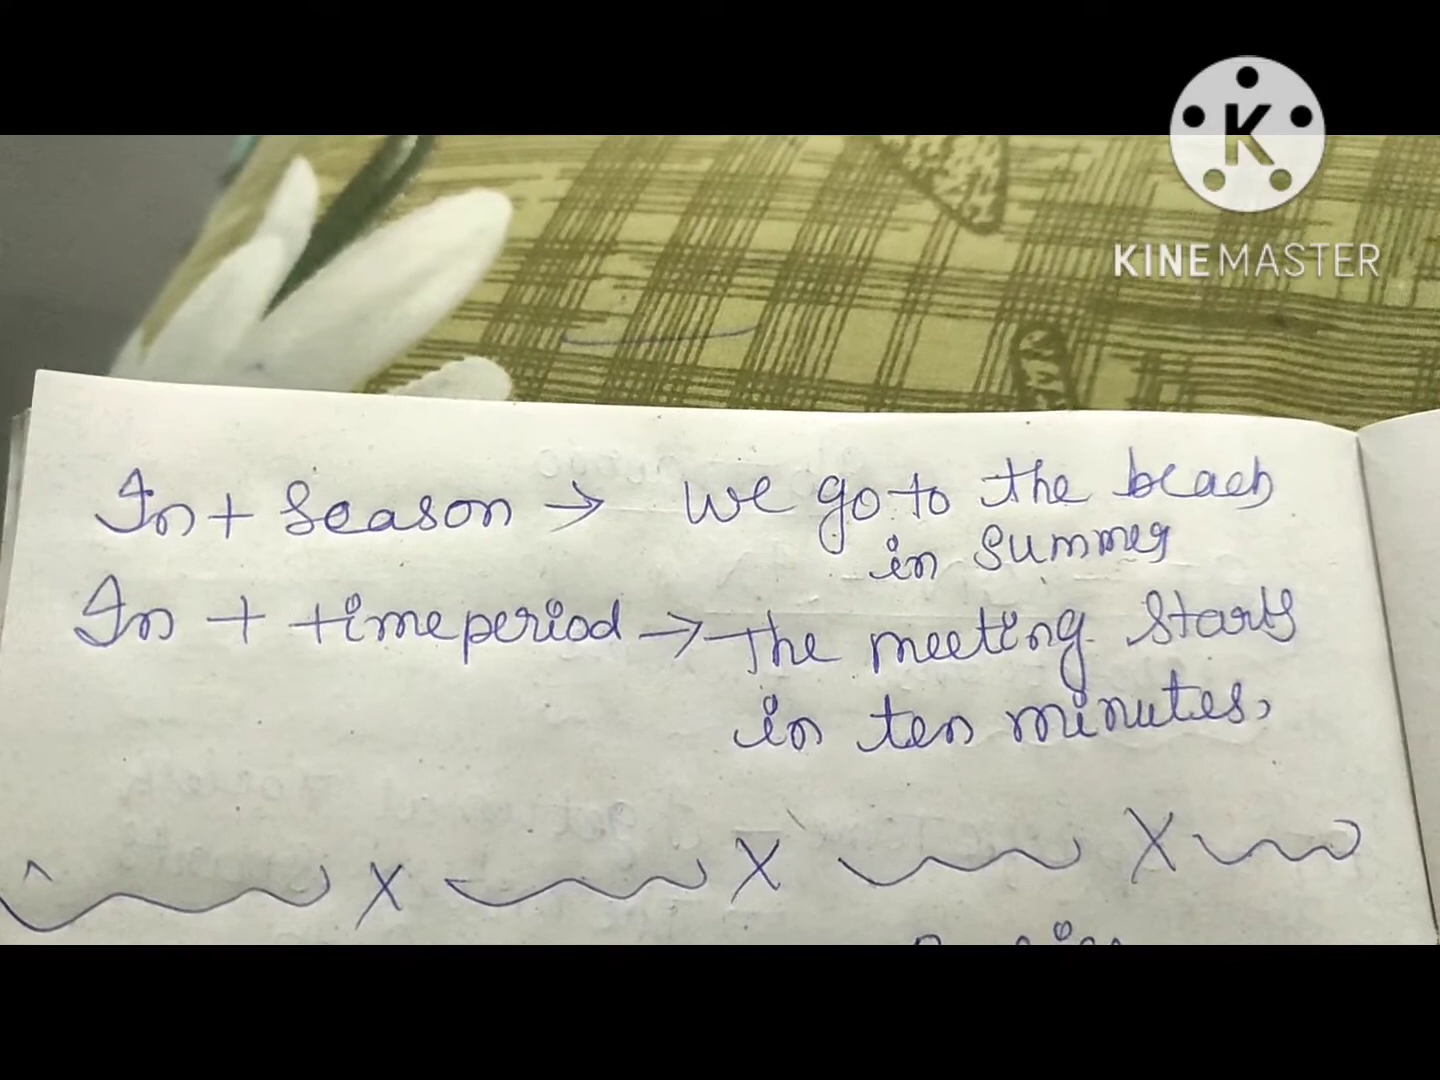 K
KINEMASTER
In + Season → We go to the beach
in summer
In + time period → The meeting starts
in ten minutes,
X X X